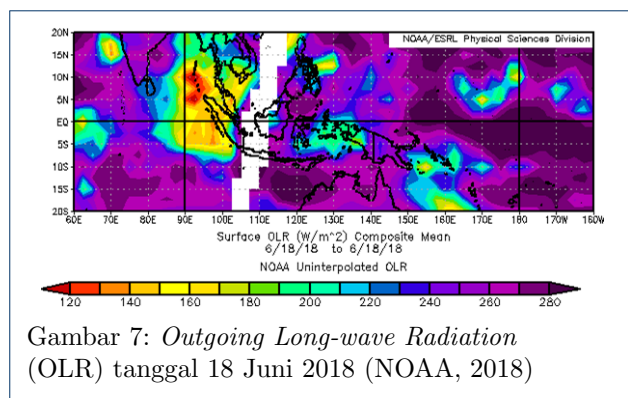 NOAA/ESRL Physical Sciences Division
20N
15N
10N
5N
EQ
5S
10S
15S
20S
60E 70E 80E 90E 100E 110E 120E 130E 140E 150E 160E 170E 180 170W 160W
Surface OLR (W/m^2) Composite Mean
6/18/18 to 6/18/18
NOAA Uninterpolated OLR
120 140 160 180 200 220 240 260 280
Gambar 7: Outgoing Long-wave Radiation
(OLR) tanggal 18 Juni 2018 (NOAA, 2018)